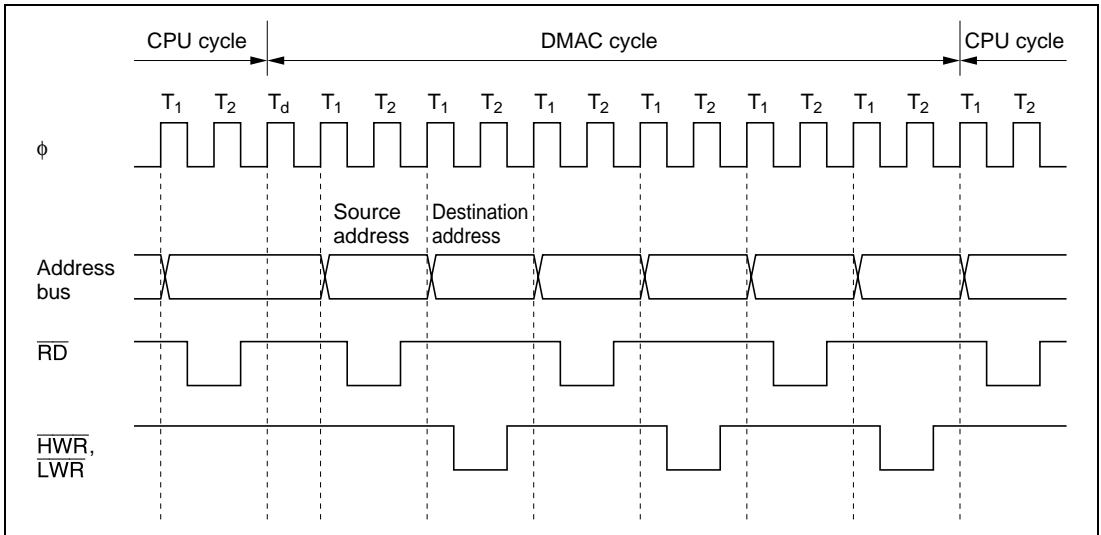 CPU cycle DMAC cycle CPU cycle
T1 T2 Td T1 T2 T1 T2 T1 T2 T1 T2 T1 T2 T1 T2 T1 T2
ϕ
Source Destination
address address
Address
bus
RD
HWR,
LWR